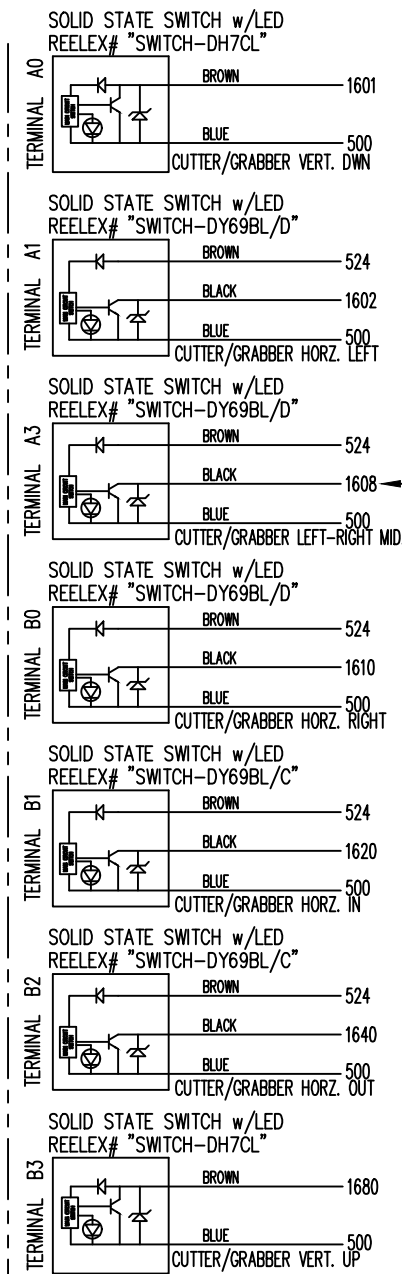 SOLID STATE SWITCH w/LED
REELEX# "SWITCH-DH7CL"
TERMINAL A0
BROWN
1601
BLUE
500
CUTTER/GRABBER VERT. DWN
SOLID STATE SWITCH w/LED
REELEX# "SWITCH-DY69BL/D"
TERMINAL A1
BROWN
524
BLACK
1602
BLUE
500
CUTTER/GRABBER HORZ. LEFT
SOLID STATE SWITCH w/LED
REELEX# "SWITCH-DY69BL/D"
TERMINAL A3
BROWN
524
BLACK
1608
BLUE
500
CUTTER/GRABBER LEFT-RIGHT MID
SOLID STATE SWITCH w/LED
REELEX# "SWITCH-DY69BL/D"
TERMINAL B0
BROWN
524
BLACK
1610
BLUE
500
CUTTER/GRABBER HORZ. RIGHT
SOLID STATE SWITCH w/LED
REELEX# "SWITCH-DY69BL/C"
TERMINAL B1
BROWN
524
BLACK
1620
BLUE
500
CUTTER/GRABBER HORZ. IN
SOLID STATE SWITCH w/LED
REELEX# "SWITCH-DY69BL/C"
TERMINAL B2
BROWN
524
BLACK
1640
BLUE
500
CUTTER/GRABBER HORZ. OUT
SOLID STATE SWITCH w/LED
REELEX# "SWITCH-DH7CL"
TERMINAL B3
BROWN
1680
BLUE
500
CUTTER/GRABBER VERT. UP